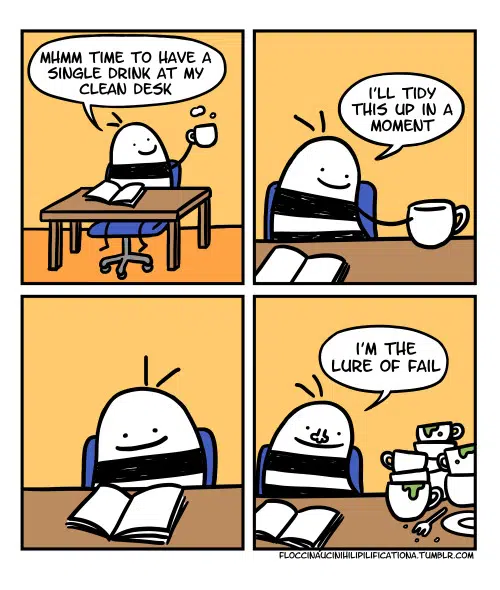 MHMM TIME TO HAVE A
SINGLE DRINK AT MY
CLEAN DESK
I'LL TIDY
THIS UP IN A
MOMENT
I'M THE
LURE OF FAIL
FLOCCINAUCINIHILIPILIFICATIONA.TUMBLR.COM